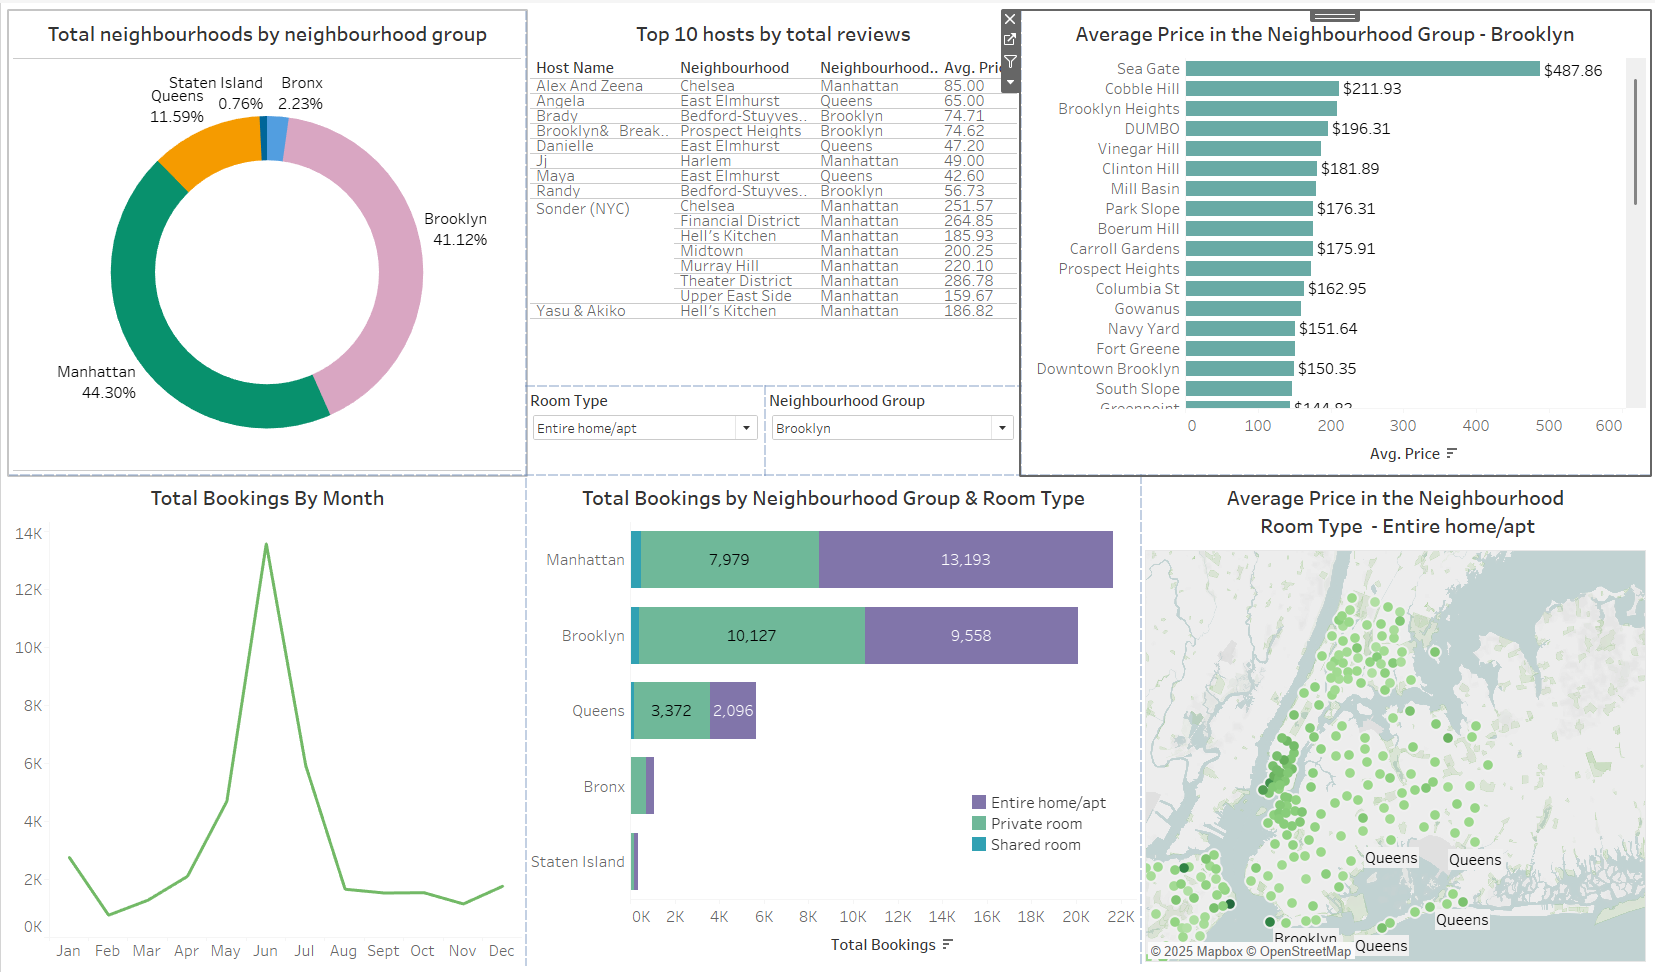 Total neighbourhoods by neighbourhood group
Staten Island
0.76%
Bronx
2.23%
Queens
11.59%
Brooklyn
41.12%
Manhattan
44.30%
Top 10 hosts by total reviews
Host Name Neighbourhood Neighbourhood.. Avg.
Alex And Zeena Chelsea Manhattan 85.00
Angela East Elmhurst Queens 65.00
Brady Bedford-Stuyves.. Brooklyn 74.71
Brooklyn& Break.. Prospect Heights Brooklyn 74.62
Danielle East Elmhurst Queens 47.20
Jj Harlem Manhattan 49.00
Maya East Elmhurst Queens 42.60
Randy Bedford-Stuyves.. Brooklyn 56.73
Sonder (NYC) Chelsea Manhattan 251.57
Financial District Manhattan 264.85
Hell's Kitchen Manhattan 185.93
Midtown Manhattan 200.25
Murray Hill Manhattan 220.10
Theater District Manhattan 286.78
Upper East Side Manhattan 159.67
Yasu & Akiko Hell's Kitchen Manhattan 186.82
Room Type
Entire home/apt
Neighbourhood Group
Brooklyn
Average Price in the Neighbourhood Group - Brooklyn
Sea Gate $487.86
Cobble Hill $211.93
Brooklyn Heights
DUMBO $196.31
Vinegar Hill
Clinton Hill $181.89
Mill Basin
Park Slope $176.31
Boerum Hill
Carroll Gardens $175.91
Prospect Heights
Columbia St $162.95
Gowanus
Navy Yard $151.64
Fort Greene
Downtown Brooklyn $150.35
South Slope
Greenpoint
0 100 200 300 400 500 600
Avg. Price
Total Bookings By Month
14K
12K
10K
8K
6K
4K
2K
0K
Jan Feb Mar Apr May Jun Jul Aug Sept Oct Nov Dec
Total Bookings by Neighbourhood Group & Room Type
Manhattan 7,979 13,193
Brooklyn 10,127 9,558
Queens 3,372 2,096
Bronx
Staten Island
Entire home/apt
Private room
Shared room
0K 2K 4K 6K 8K 10K 12K 14K 16K 18K 20K 22K
Total Bookings
Average Price in the Neighbourhood
Room Type - Entire home/apt
Queens Queens
Queens
Brooklyn
Queens
© 2025 Mapbox © OpenStreetMap